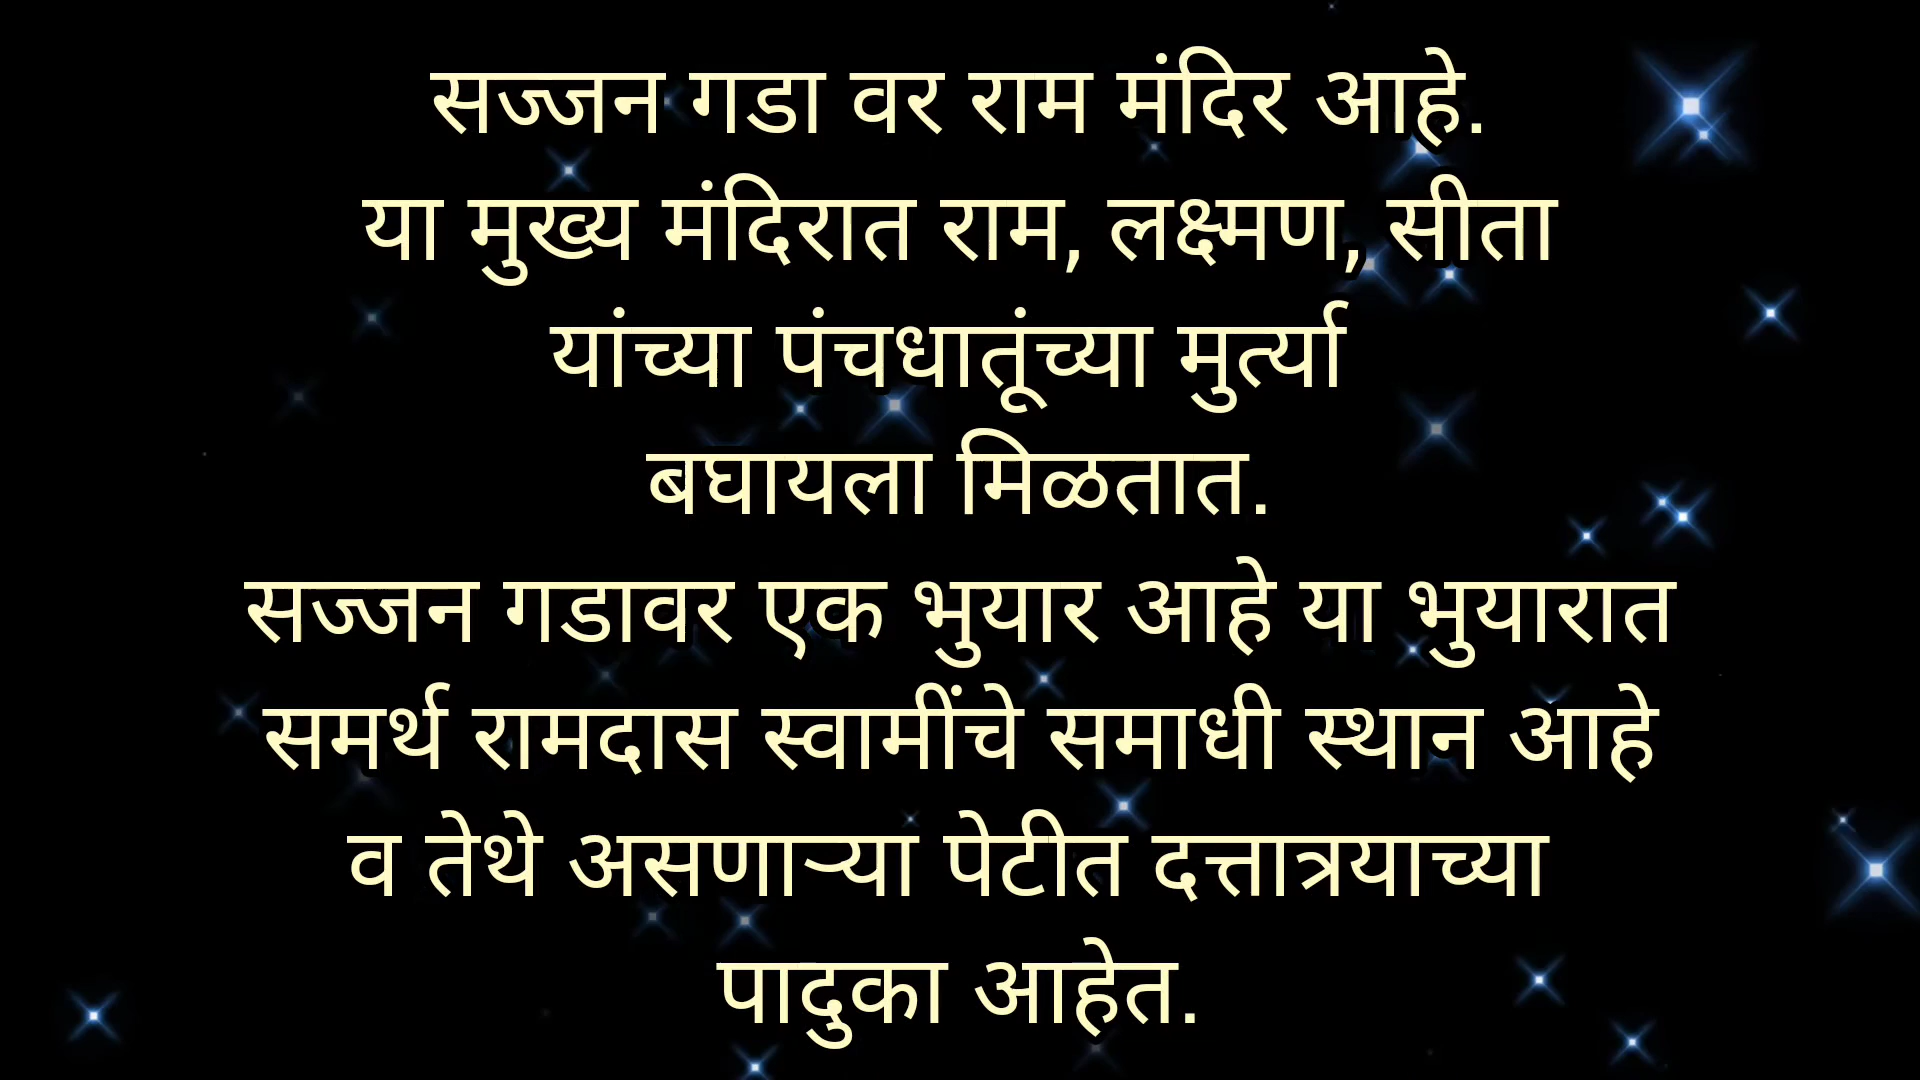 सज्जन गडा वर राम मंदिर आहे.
या मुख्य मंदिरात राम, लक्ष्मण, सीता
यांच्या पंचधातूंच्या मुर्त्या
बघायला मिळतात.
सज्जन गडावर एक भुयार आहे या भुयारात
समर्थ रामदास स्वामींचे समाधी स्थान आहे
व तेथे असणाऱ्या पेटीत दत्तात्रयाच्या
पादुका आहेत.